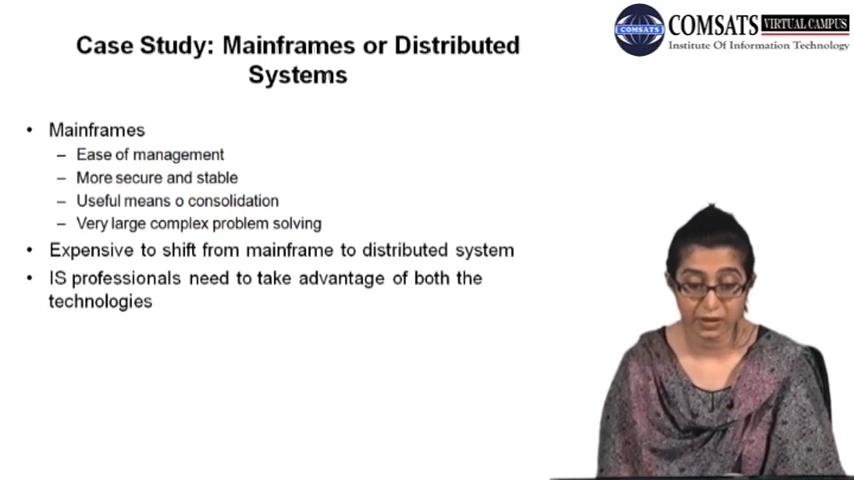 COMSATS VIRTUAL CAMPUS
COMSATS
Institute Of Information Technology
Case Study: Mainframes or Distributed
Systems
• Mainframes
– Ease of management
– More secure and stable
– Useful means o consolidation
– Very large complex problem solving
• Expensive to shift from mainframe to distributed system
• IS professionals need to take advantage of both the
technologies